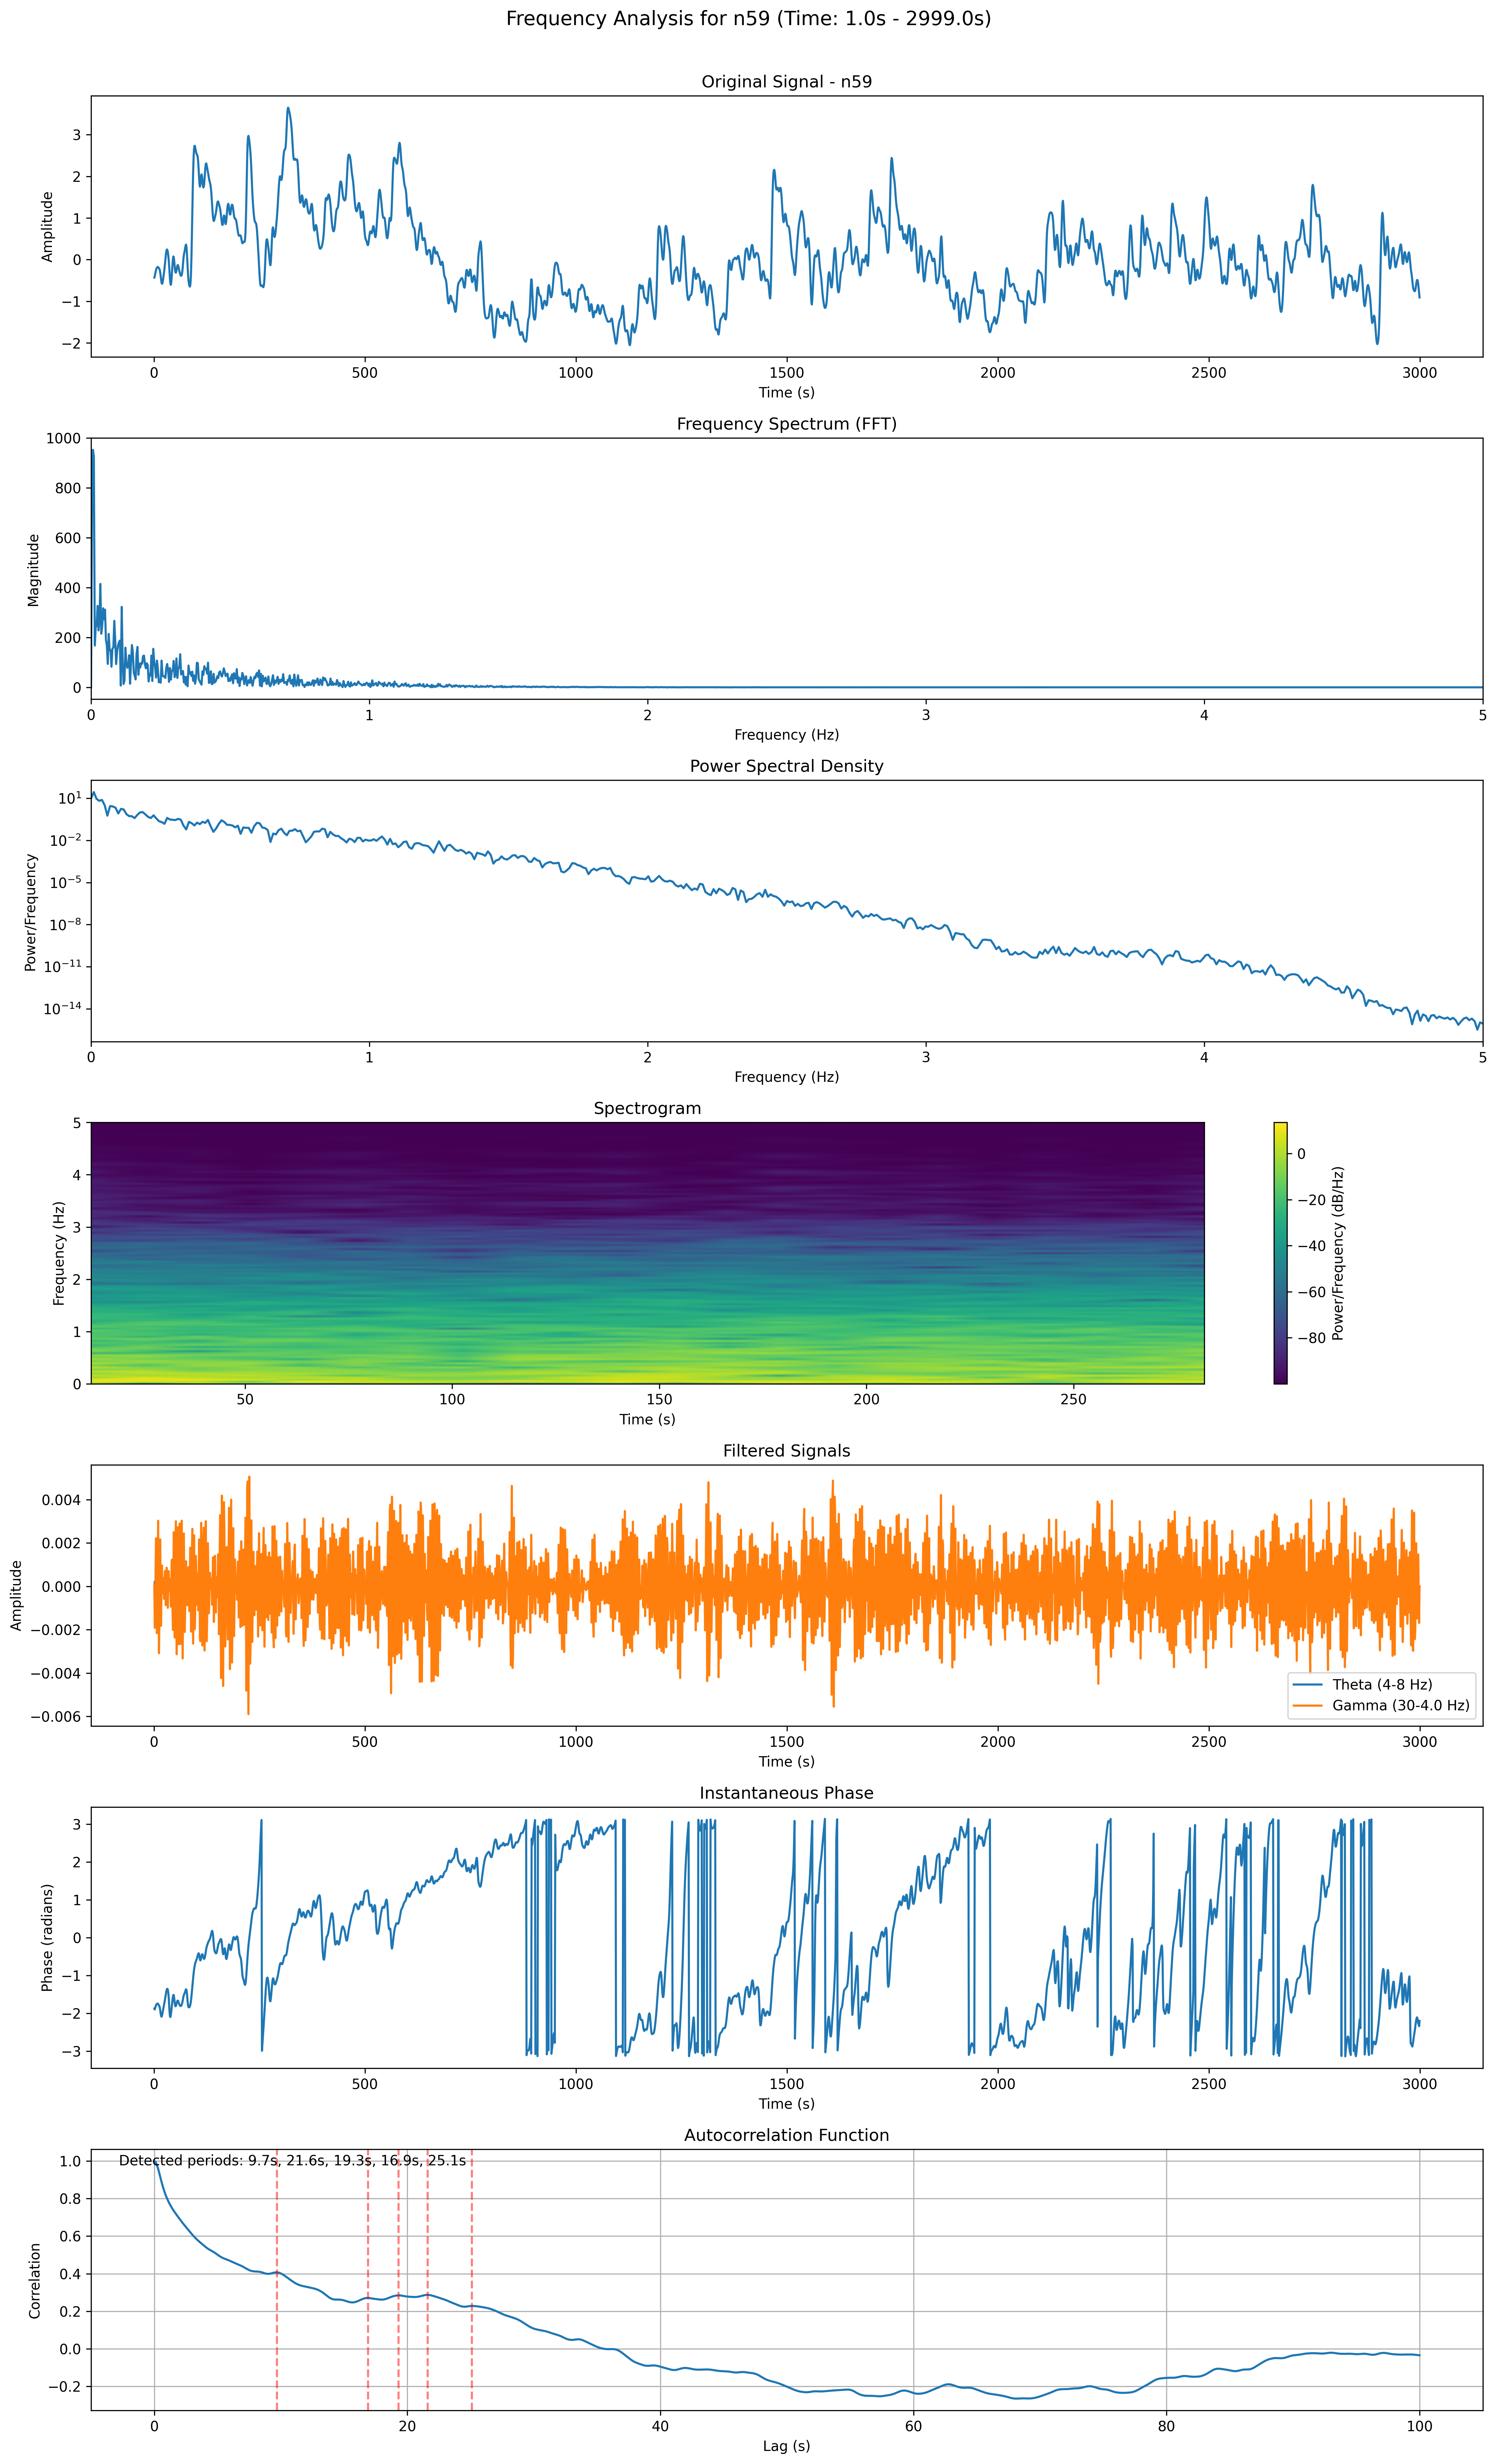 Frequency Analysis for n59 (Time: 1.0s - 2999.0s)
Original Signal - n59
Amplitude
3
2
1
0
−1
−2
0 500 1000 1500 2000 2500 3000
Time (s)
Frequency Spectrum (FFT)
Magnitude
1000
800
600
400
200
0
0 1 2 3 4 5
Frequency (Hz)
Power Spectral Density
Power/Frequency
10¹
10⁻²
10⁻⁵
10⁻⁸
10⁻¹¹
10⁻¹⁴
0 1 2 3 4 5
Frequency (Hz)
Spectrogram
Frequency (Hz)
5
4
3
2
1
0
50 100 150 200 250
Time (s)
0
−20
−40
−60
−80
Power/Frequency (dB/Hz)
Filtered Signals
Amplitude
0.004
0.002
0.000
−0.002
−0.004
−0.006
Theta (4-8 Hz)
Gamma (30-4.0 Hz)
0 500 1000 1500 2000 2500 3000
Time (s)
Instantaneous Phase
Phase (radians)
3
2
1
0
−1
−2
−3
0 500 1000 1500 2000 2500 3000
Time (s)
Autocorrelation Function
Detected periods: 9.7s, 21.6s, 19.3s, 16.9s, 25.1s
Correlation
1.0
0.8
0.6
0.4
0.2
0.0
−0.2
0 20 40 60 80 100
Lag (s)